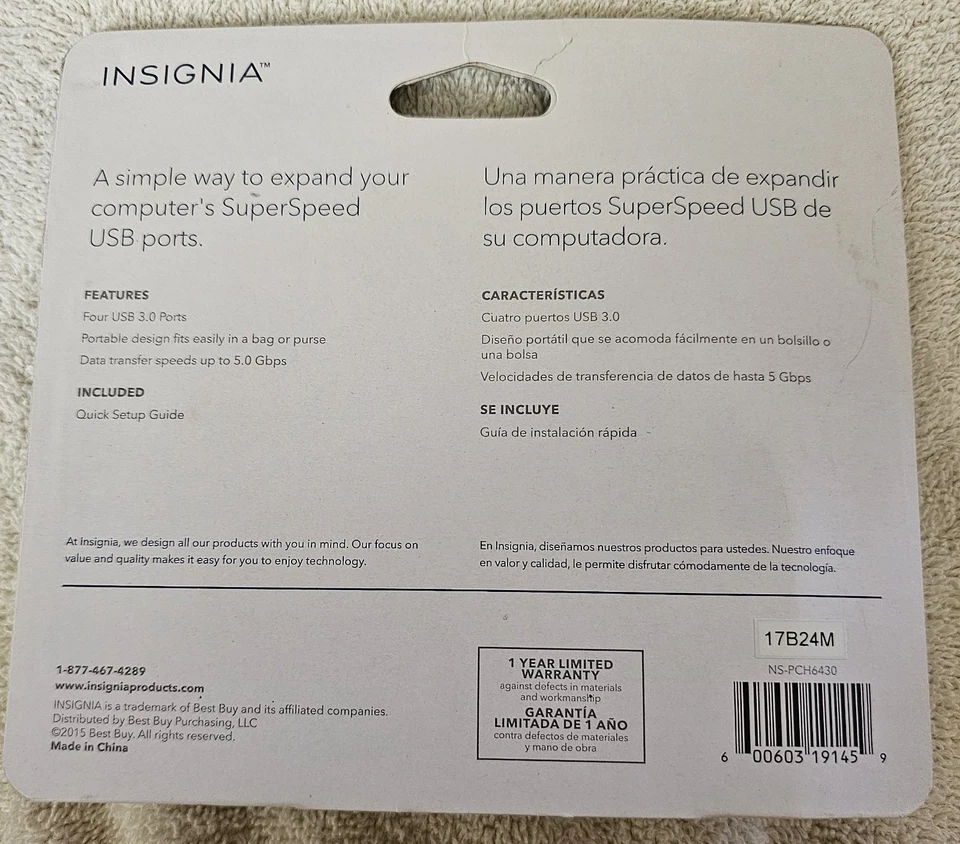 INSIGNIA™
A simple way to expand your
computer's SuperSpeed
USB ports.
FEATURES
Four USB 3.0 Ports
Portable design fits easily in a bag or purse
Data transfer speeds up to 5.0 Gbps
INCLUDED
Quick Setup Guide
At Insignia, we design all our products with you in mind. Our focus on
value and quality makes it easy for you to enjoy technology.
Una manera práctica de expandir
los puertos SuperSpeed USB de
su computadora.
CARACTERÍSTICAS
Cuatro puertos USB 3.0
Diseño portátil que se acomoda fácilmente en un bolsillo o
una bolsa
Velocidades de transferencia de datos de hasta 5 Gbps
SE INCLUYE
Guía de instalación rápida
En Insignia, diseñamos nuestros productos para ustedes. Nuestro enfoque
en valor y calidad, le permite disfrutar cómodamente de la tecnología.
1-877-467-4289
www.insigniaproducts.com
INSIGNIA is a trademark of Best Buy and its affiliated companies.
Distributed by Best Buy Purchasing, LLC
©2015 Best Buy. All rights reserved.
Made in China
1 YEAR LIMITED
WARRANTY
against defects in materials
and workmanship
GARANTÍA
LIMITADA DE 1 AÑO
contra defectos de materiales
y mano de obra
17B24M
NS-PCH6430
6 00603 19145 9